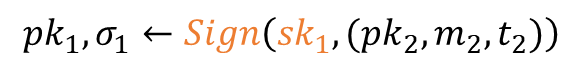 pk₁, σ₁ ← Sign(sk₁, (pk₂, m₂, t₂))